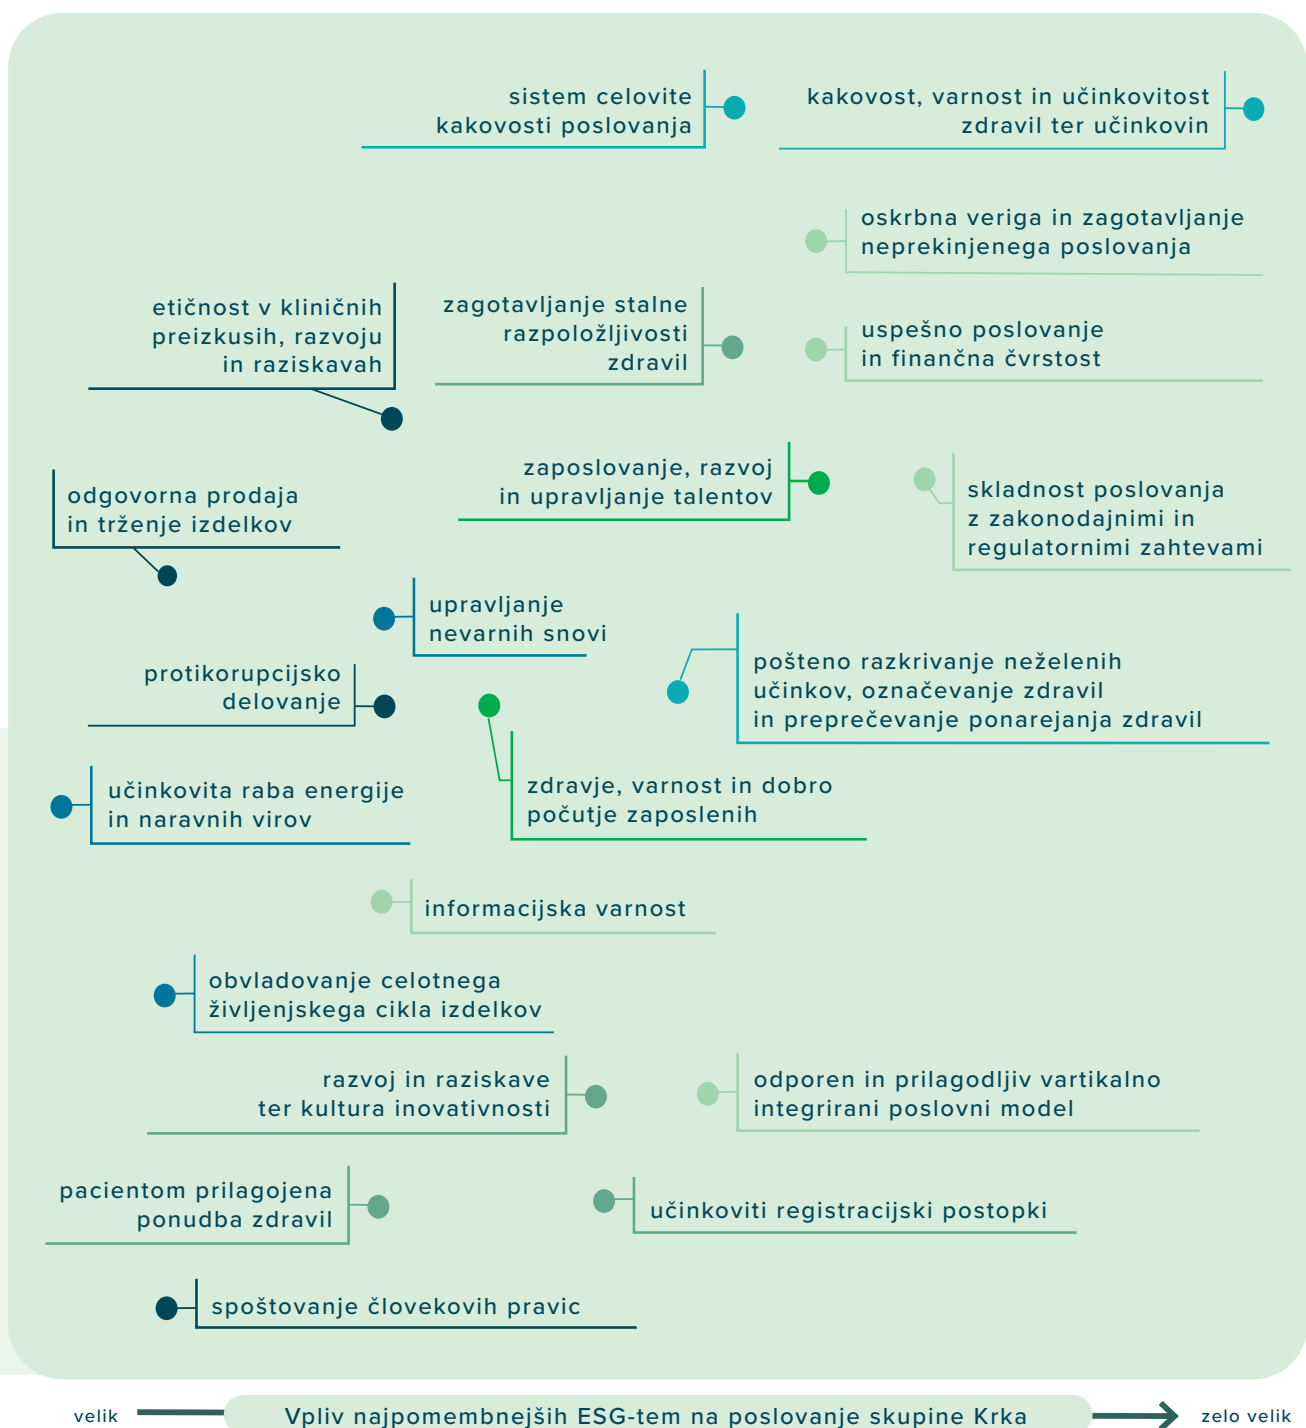 sistem celovite
kakovosti poslovanja
kakovost, varnost in učinkovitost
zdravil ter učinkovin
oskrbna veriga in zagotavljanje
neprekinjenega poslovanja
etičnost v kliničnih
preizkusih, razvoju
in raziskavah
zagotavljanje stalne
razpoložljivosti
zdravil
uspešno poslovanje
in finančna čvrstost
zaposlovanje, razvoj
in upravljanje talentov
odgovorna prodaja
in trženje izdelkov
skladnost poslovanja
z zakonodajnimi in
regulatornimi zahtevami
upravljanje
nevarnih snovi
protikorupcijsko
delovanje
pošteno razkrivanje neželenih
učinkov, označevanje zdravil
in preprečevanje ponarejanja zdravil
učinkovita raba energije
in naravnih virov
zdravje, varnost in dobro
počutje zaposlenih
informacijska varnost
obvladovanje celotnega
življenjskega cikla izdelkov
razvoj in raziskave
ter kultura inovativnosti
odporen in prilagodljiv vartikalno
integrirani poslovni model
pacientom prilagojena
ponudba zdravil
učinkoviti registracijski postopki
spoštovanje človekovih pravic
velik
Vpliv najpomembnejših ESG-tem na poslovanje skupine Krka
zelo velik